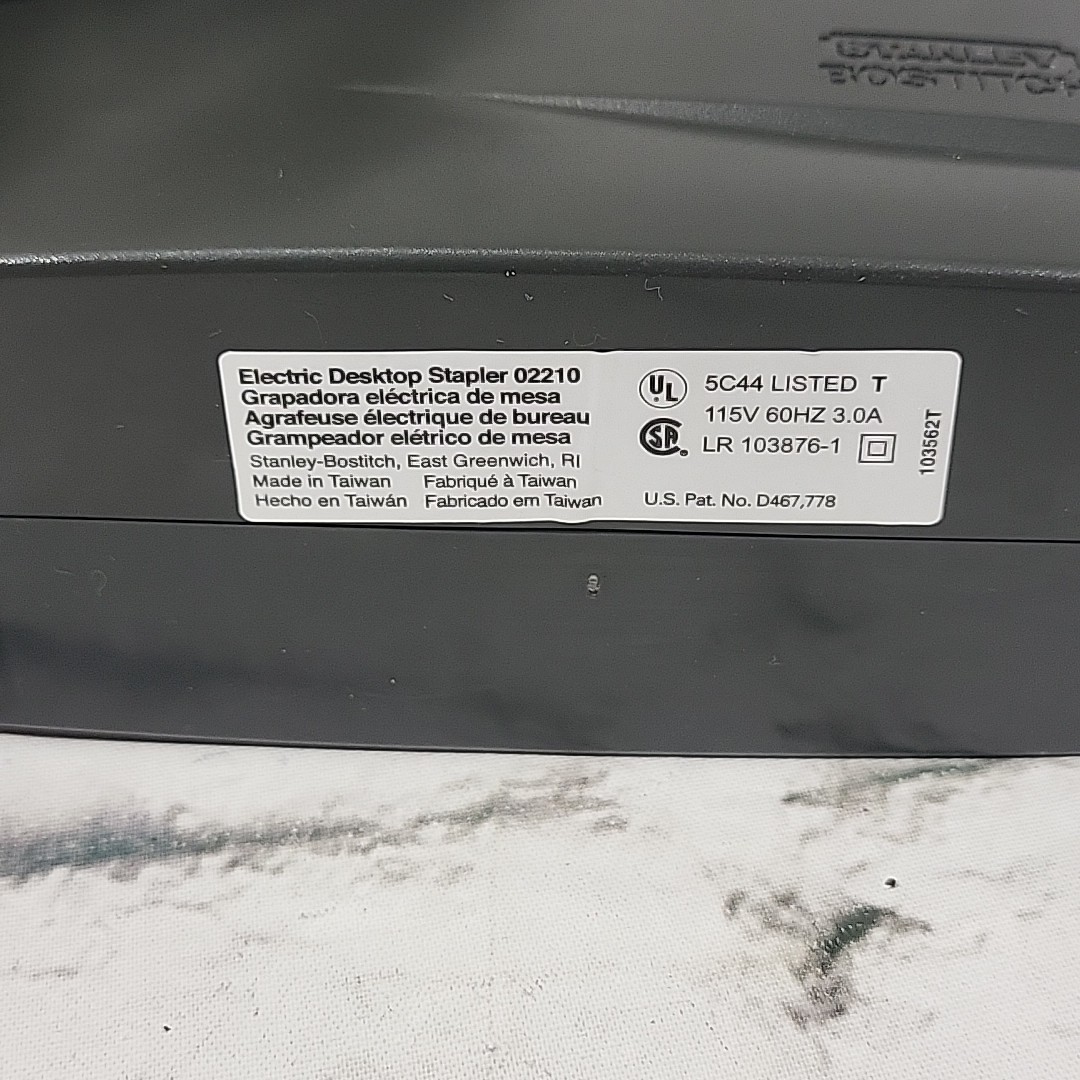 STANLEY
BOSTITCH
Electric Desktop Stapler 02210
Grapadora eléctrica de mesa
Agrafeuse électrique de bureau
Grampeador elétrico de mesa
Stanley-Bostitch, East Greenwich, RI
Made in Taiwan Fabriqué à Taiwan
Hecho en Taiwán Fabricado em Taiwan
UL 5C44 LISTED T
115V 60HZ 3.0A
SA LR 103876-1
U.S. Pat. No. D467,778
103562T